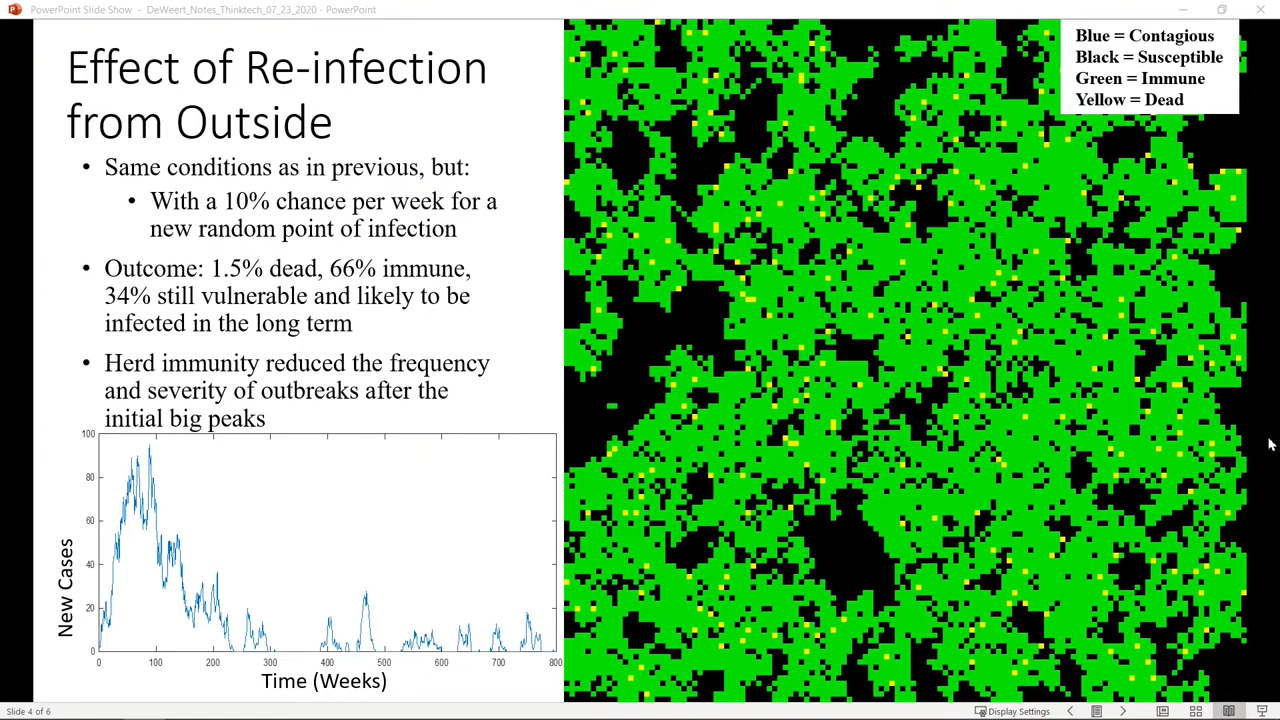 PowerPoint Slide Show - DeWeert_Notes_Thinktech_07_23_2020 - PowerPoint
Effect of Re-infection
from Outside
• Same conditions as in previous, but:
• With a 10% chance per week for a
new random point of infection
• Outcome: 1.5% dead, 66% immune,
34% still vulnerable and likely to be
infected in the long term
• Herd immunity reduced the frequency
and severity of outbreaks after the
initial big peaks
Blue = Contagious
Black = Susceptible
Green = Immune
Yellow = Dead
New Cases
100
80
60
40
20
0
0 100 200 300 400 500 600 700 800
Time (Weeks)
Slide 4 of 6
Display Settings